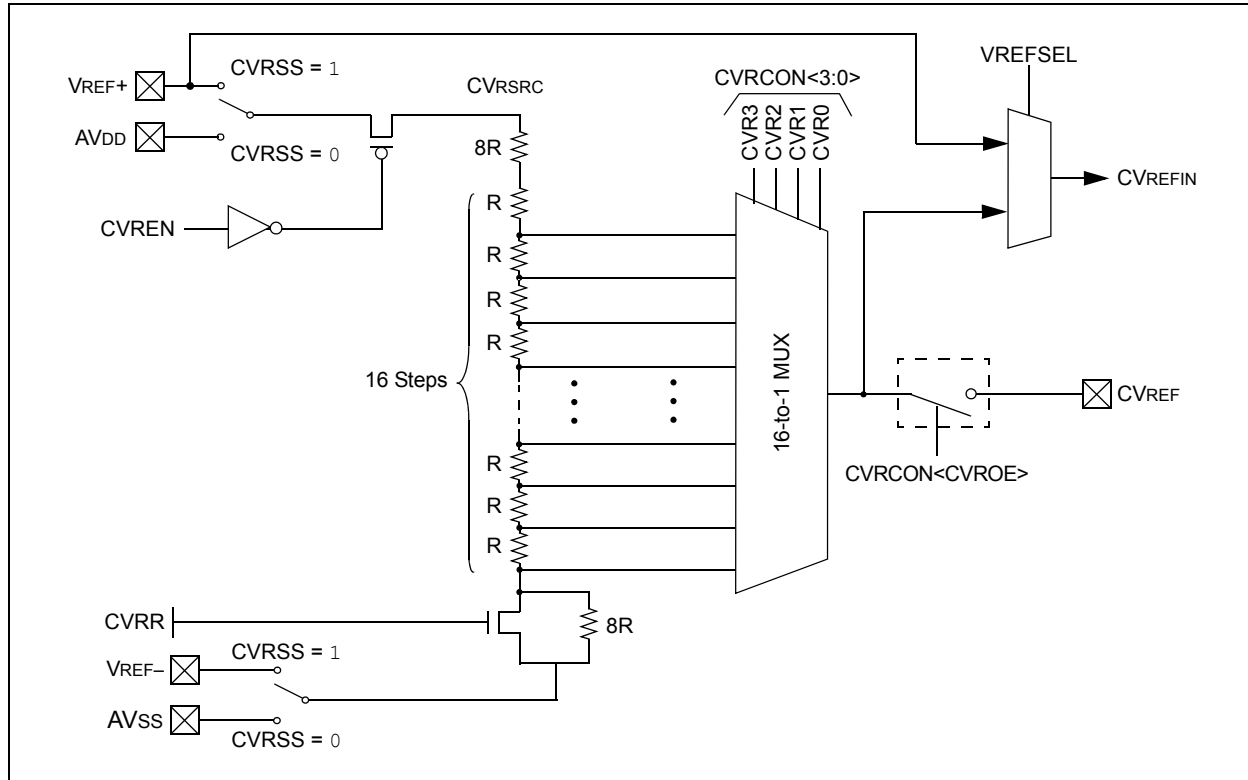 VREF+
CVRSS = 1
AVDD
CVRSS = 0
CVREN
CVRSRC
8R
R
R
R
R
16 Steps
R
R
R
CVRCON<3:0>
CVR3
CVR2
CVR1
CVR0
16-to-1 MUX
VREFSEL
CVREFIN
CVREF
CVRCON<CVROE>
CVRR
8R
VREF–
CVRSS = 1
AVSS
CVRSS = 0